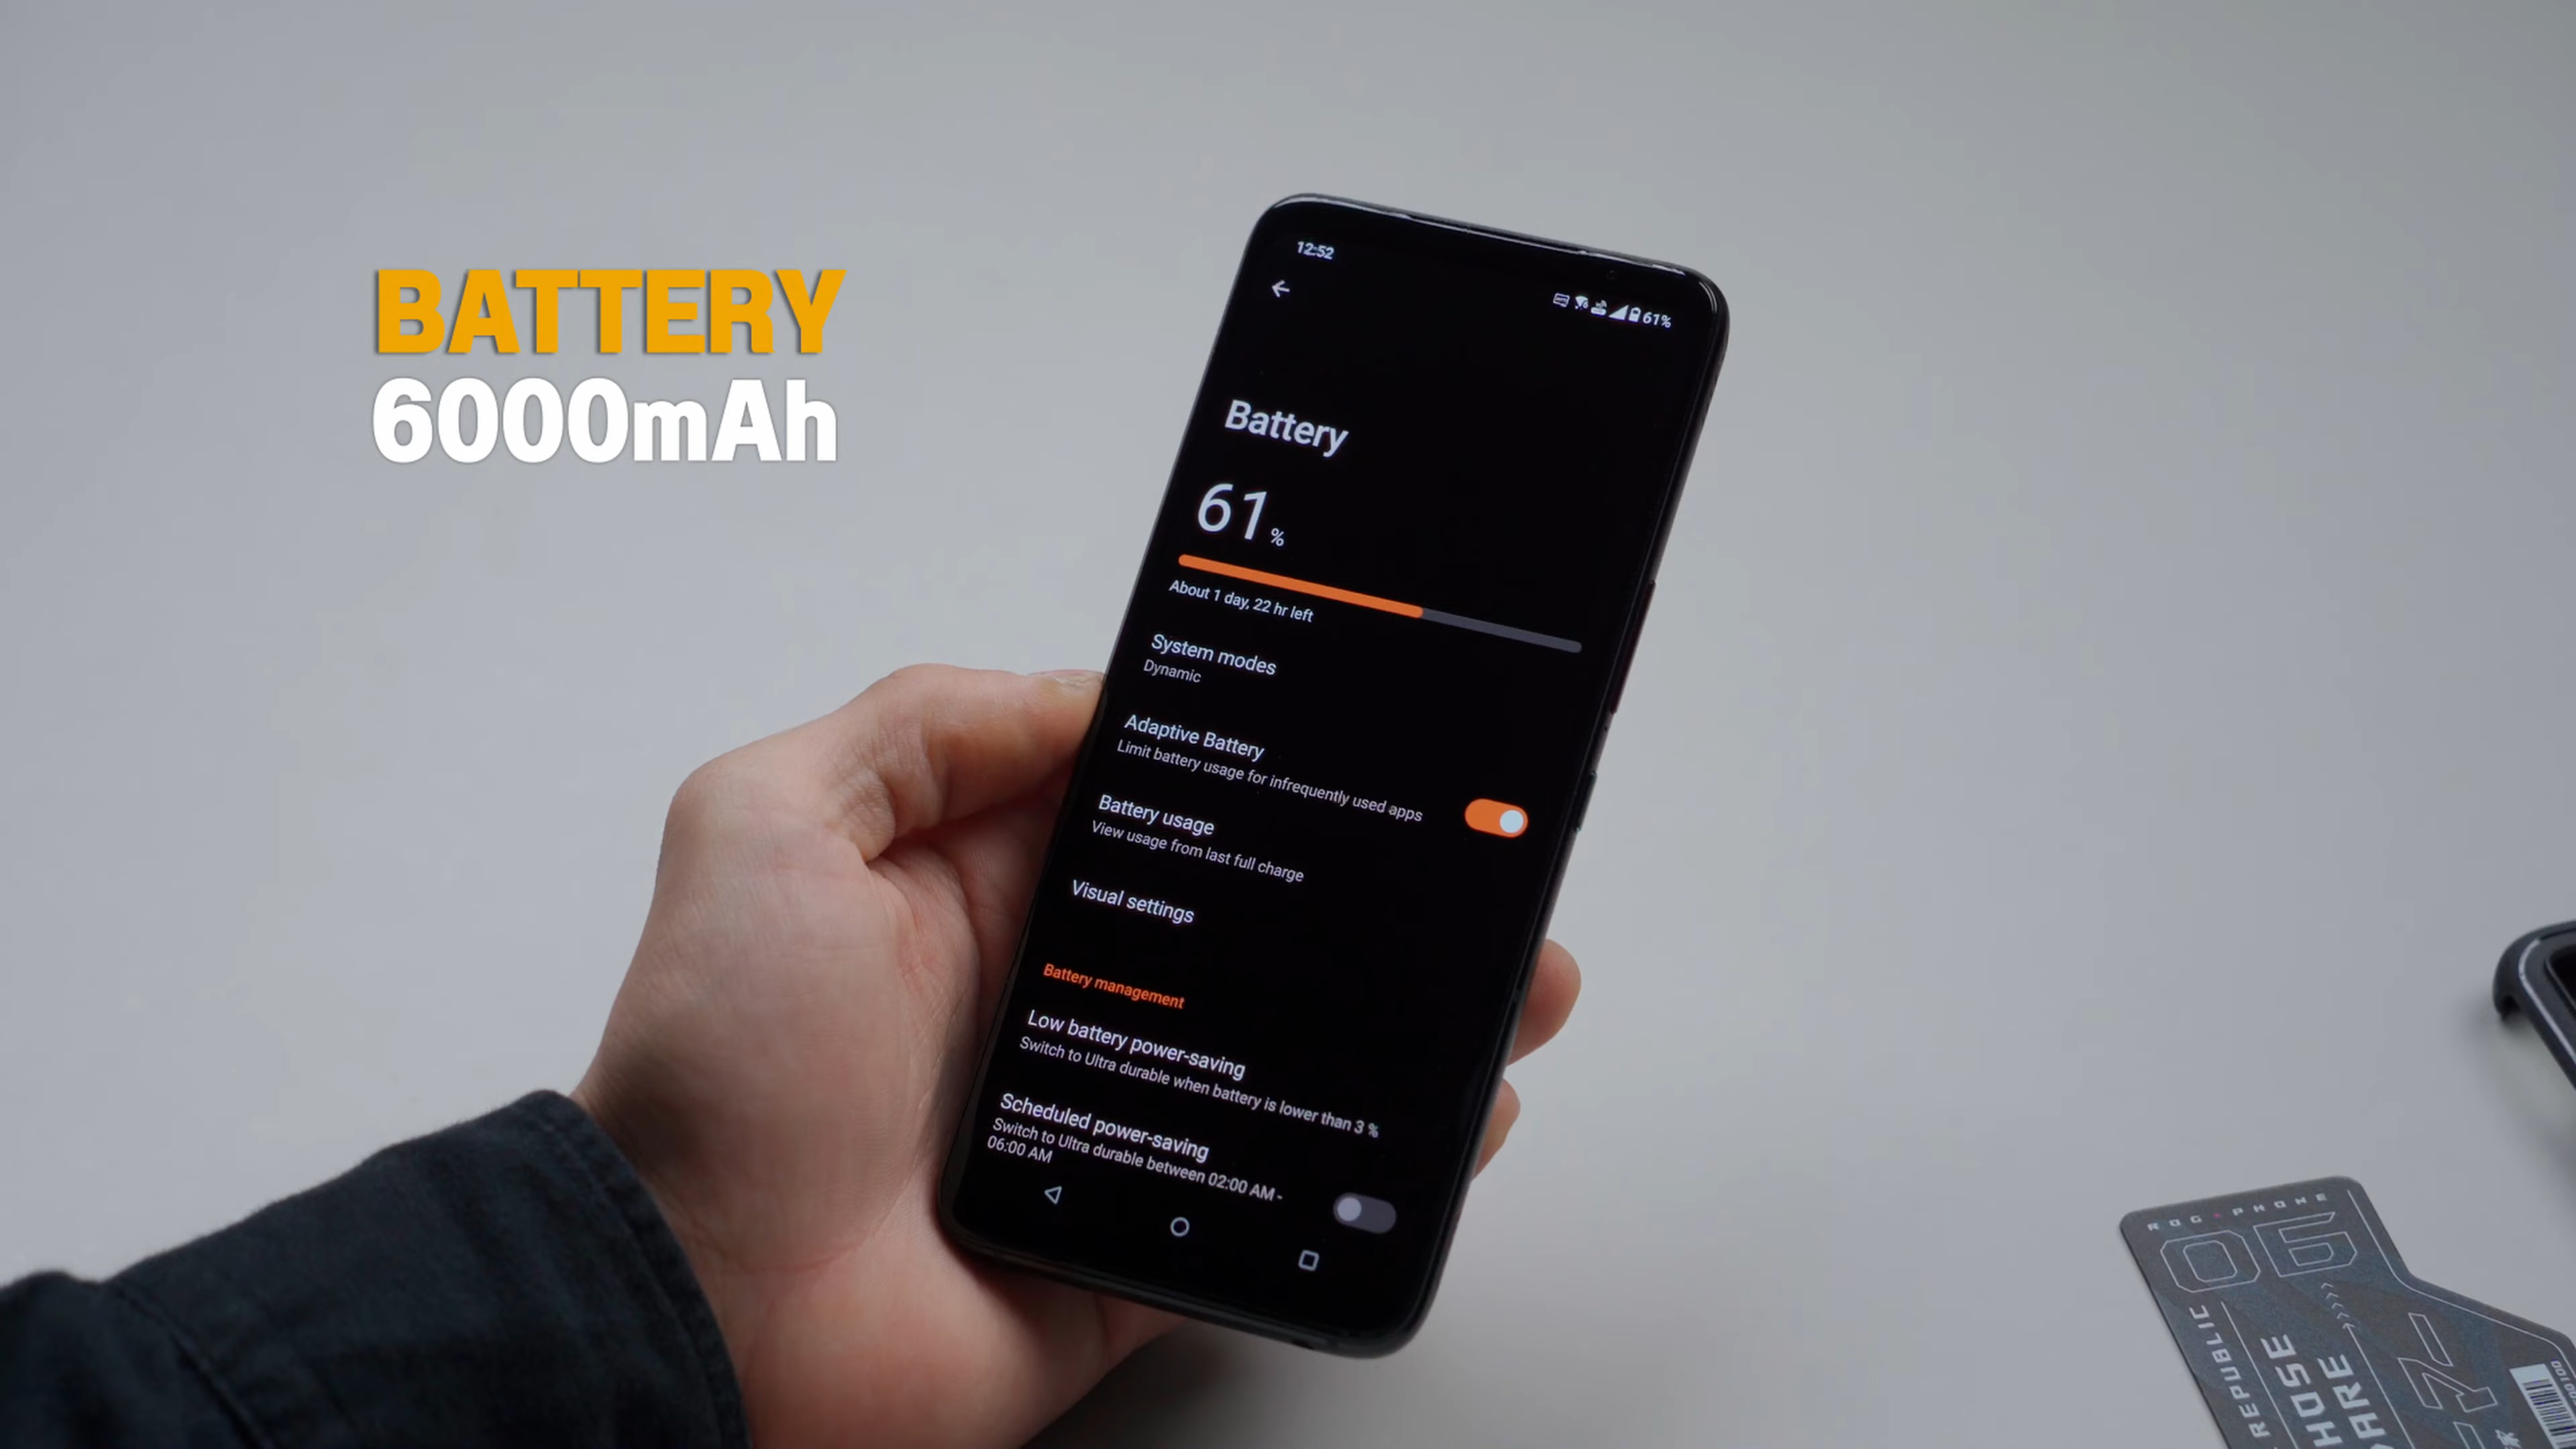 BATTERY
6000mAh
12:52
61%
Battery
61%
About 1 day, 22 hr left
System modes
Dynamic
Adaptive Battery
Limit battery usage for infrequently used apps
Battery usage
View usage from last full charge
Visual settings
Battery management
Low battery power-saving
Switch to Ultra durable when battery is lower than 3 %
Scheduled power-saving
Switch to Ultra durable between 02:00 AM -
06:00 AM
ROG PHONE
06
REPUBLIC
HOSE
ARE